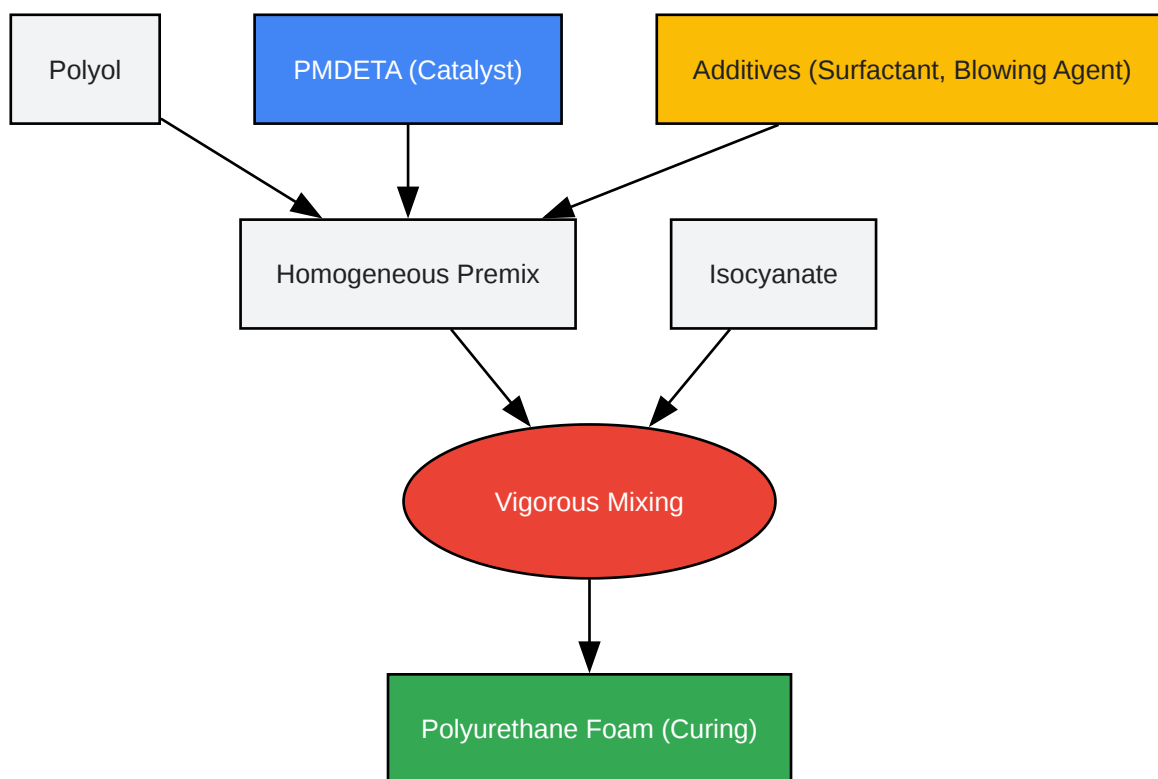 Polyol
PMDETA (Catalyst)
Additives (Surfactant, Blowing Agent)
Homogeneous Premix
Isocyanate
Vigorous Mixing
Polyurethane Foam (Curing)